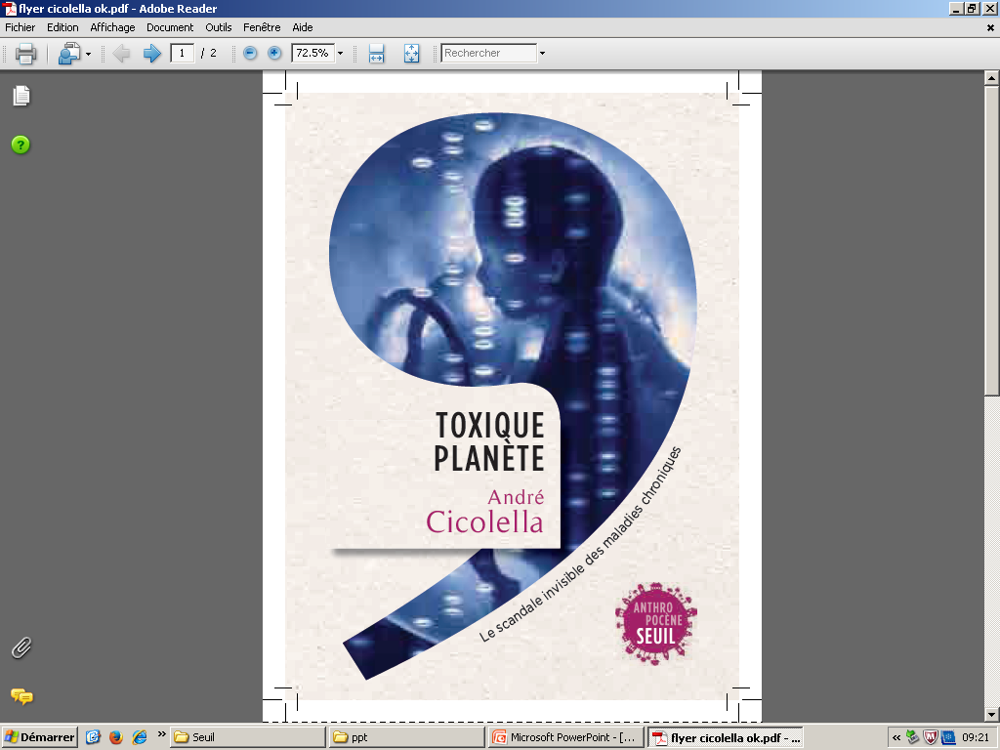 flyer cicolella ok.pdf - Adobe Reader
Fichier Edition Affichage Document Outils Fenêtre Aide
1 / 2 72.5% Rechercher
TOXIQUE
PLANÈTE
André
Cicolella
Le scandale invisible des maladies chroniques
ANTHRO
POCÈNE
SEUIL
Démarrer » Seuil ppt Microsoft PowerPoint - [... flyer cicolella ok.pdf - ... « 09:21